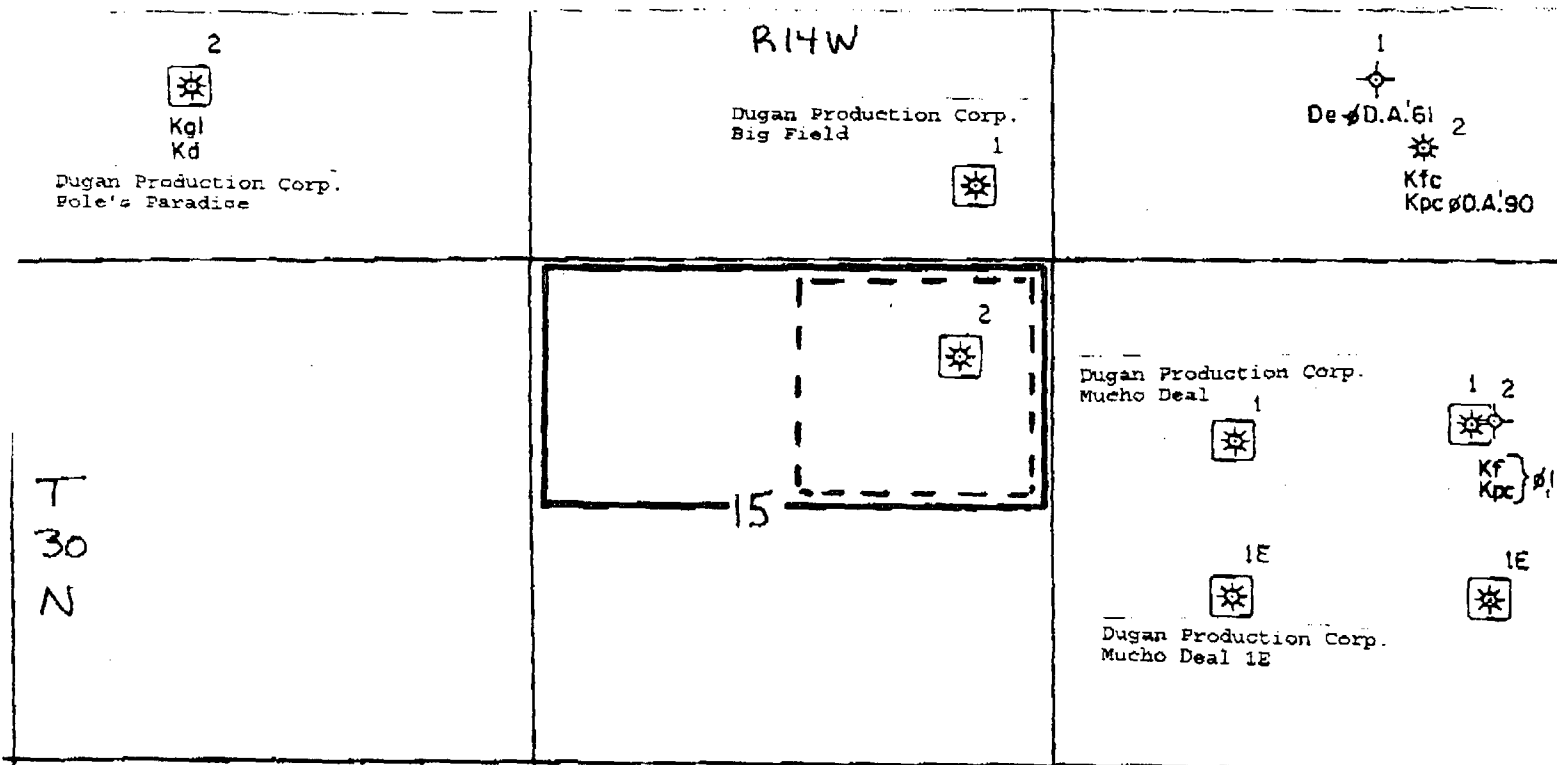 R14W
2
Kgl
Kd
Dugan Production Corp.
Pole's Paradise
Dugan Production Corp.
Big Field
1
1
De-ØD.A.'61
2
Kfc
Kpc ØD.A.'90
2
Dugan Production Corp.
Mucho Deal
1
1 2
Kf
Kpc
T
30
N
15
1E
1E
Dugan Production Corp.
Mucho Deal 1E